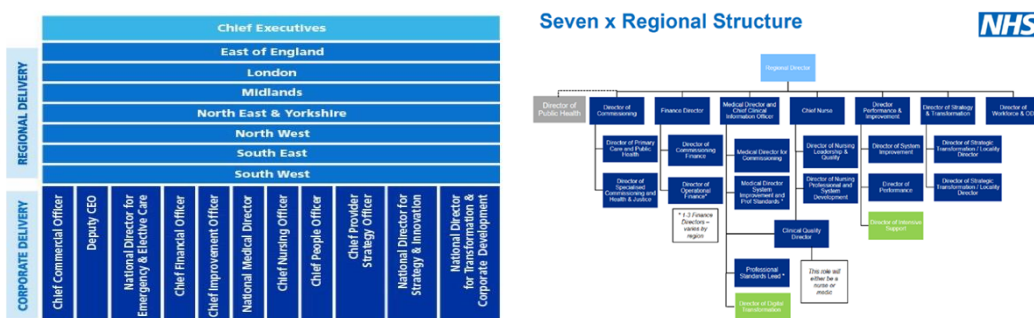 Chief Executives
REGIONAL DELIVERY
East of England
London
Midlands
North East & Yorkshire
North West
South East
South West
CORPORATE DELIVERY
Chief Commercial Officer
Deputy CEO
National Director for
Emergency & Elective Care
Chief Financial Officer
Chief Improvement Officer
National Medical Director
Chief Nursing Officer
Chief People Officer
Chief Provider
Strategy Officer
National Director for
Strategy & Innovation
National Director
for Transformation &
Corporate Development
Seven x Regional Structure
NHS
Regional Director
Director of
Public Health
Director of
Commissioning
Finance Director
Medical Director and
Chief Clinical
Information Officer
Chief Nurse
Director
Performance &
Improvement
Director of Strategy
& Transformation
Director of
Workforce & OD
Director of Primary
Care and Public
Health
Director of
Commissioning
Finance
Medical Director for
Commissioning
Director of Nursing
Leadership &
Quality
Director of System
Improvement
Director of Strategic
Transformation / Locality
Director
Director of
Specialised
Commissioning and
Health & Justice
Director of
Operational
Finance*
Medical Director
System
Improvement and
Prof Standards *
Director of Nursing
Professional and
System
Development
Director of
Performance
Director of Strategic
Transformation / Locality
Director
* 1-3 Finance
Directors –
varies by
region
Director of Intensive
Support
Clinical Quality
Director
Professional
Standards Lead *
This role will
either be a
nurse or
medic
Director of Digital
Transformation